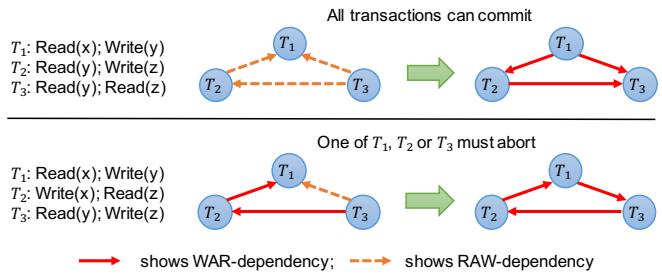 All transactions can commit
T₁: Read(x); Write(y)
T₂: Read(y); Write(z)
T₃: Read(y); Read(z)
T₁
T₂
T₃
T₁
T₂
T₃
One of T₁, T₂ or T₃ must abort
T₁: Read(x); Write(y)
T₂: Write(x); Read(z)
T₃: Read(y); Write(z)
T₁
T₂
T₃
T₁
T₂
T₃
shows WAR-dependency; shows RAW-dependency